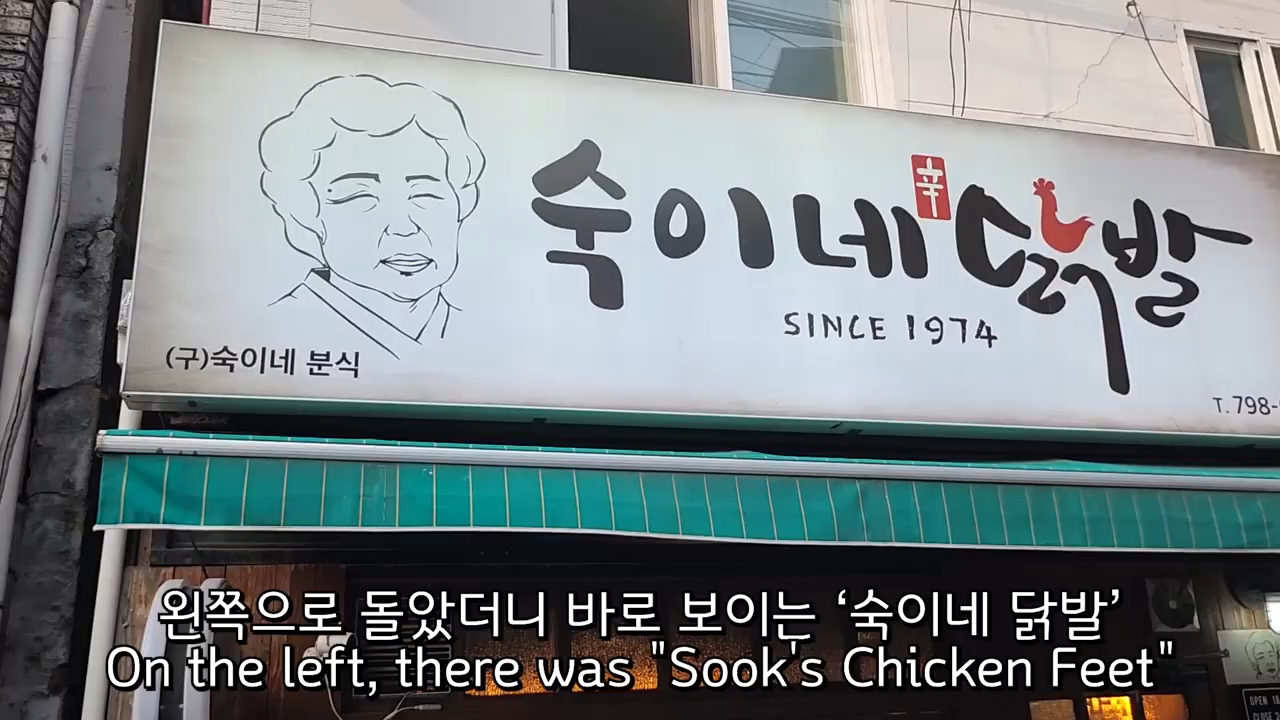 숙이네 辛 닭발
SINCE 1974
(구)숙이네 분식
T.798-
왼쪽으로 돌았더니 바로 보이는 ‘숙이네 닭발’
On the left, there was "Sook's Chicken Feet"
OPEN
CLOSE